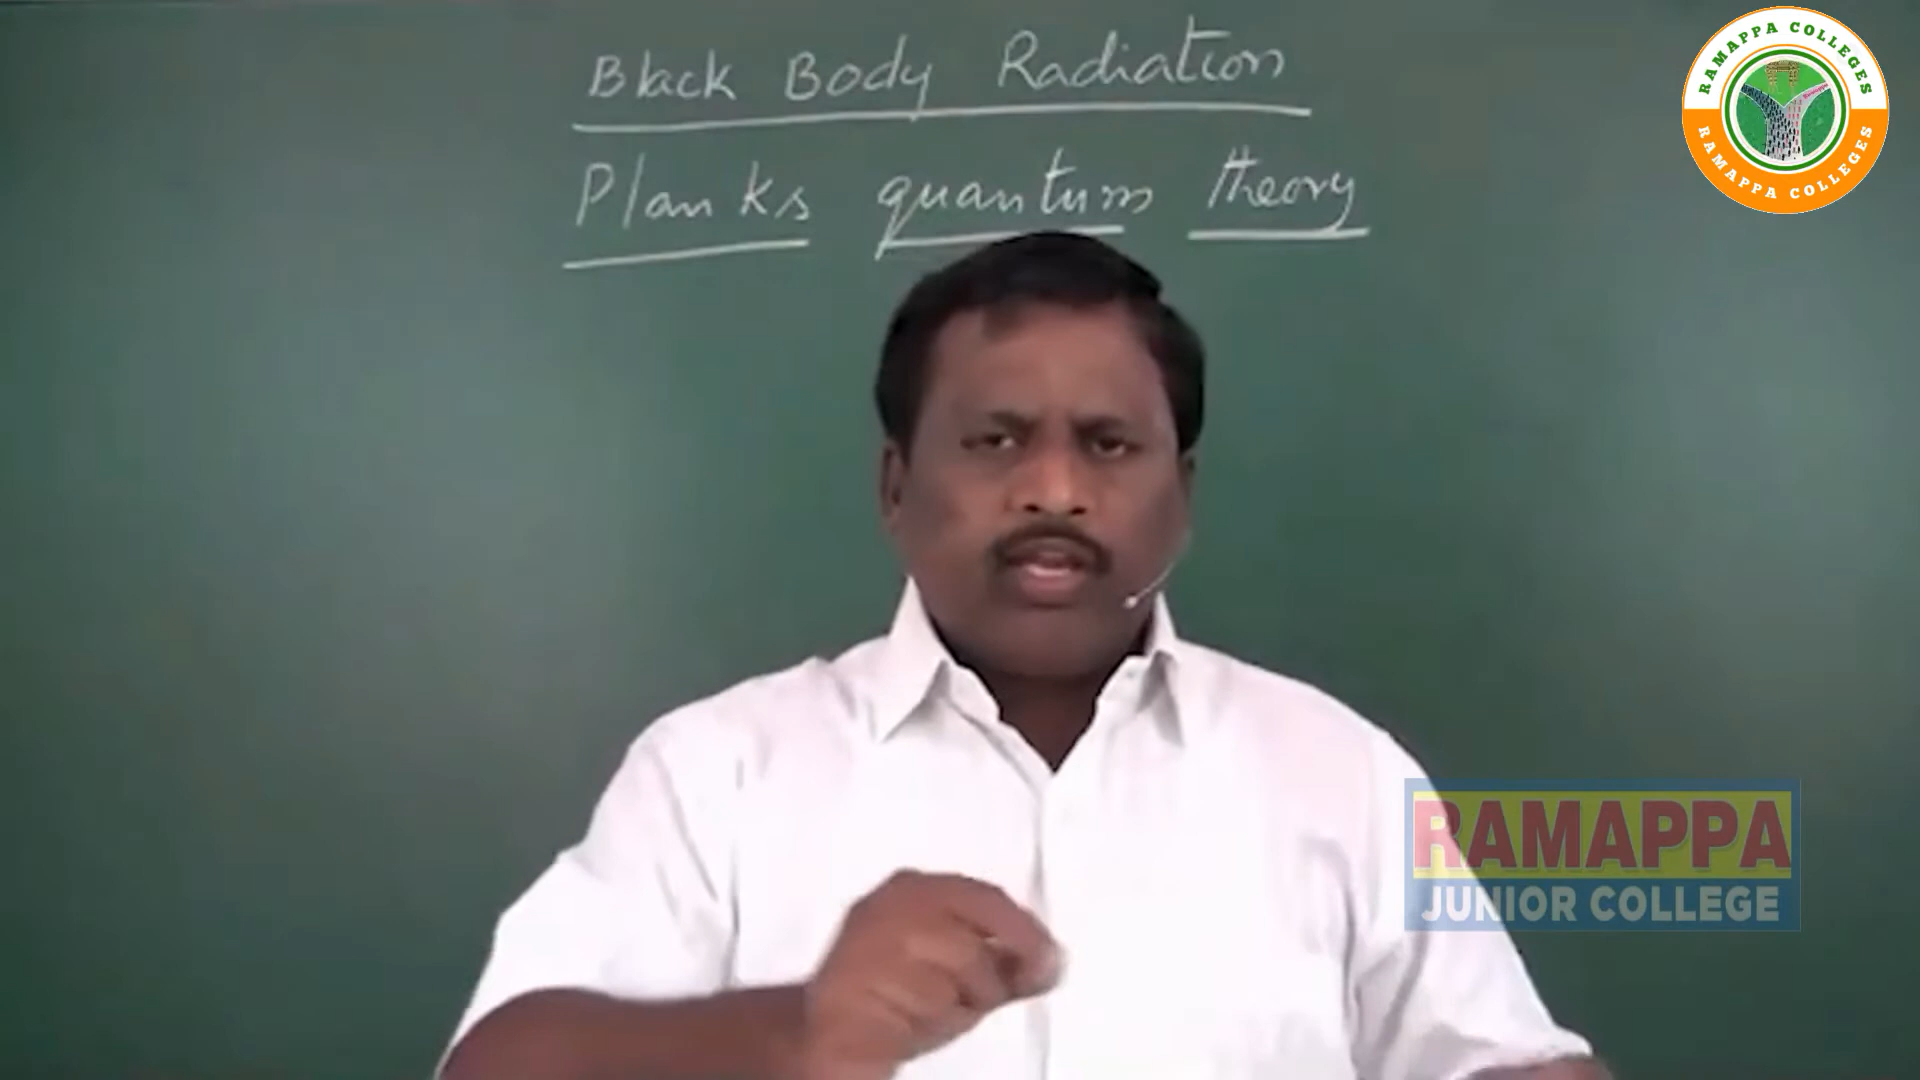 Black Body Radiation
Planks quantum theory
RAMAPPA COLLEGES
RAMAPPA COLLEGES
RAMAPPA
JUNIOR COLLEGE